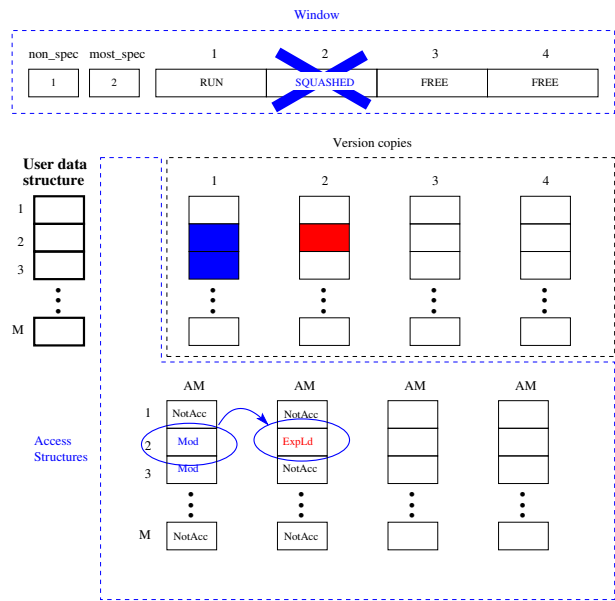 Window
non_spec most_spec 1 2 3 4
1 2 RUN SQUASHED FREE FREE
Version copies
User data
structure
1 2 3 4
1
2
3
M
AM AM AM AM
1 NotAcc NotAcc
2 Mod ExpLd
Access
Structures
3 Mod NotAcc
M NotAcc NotAcc